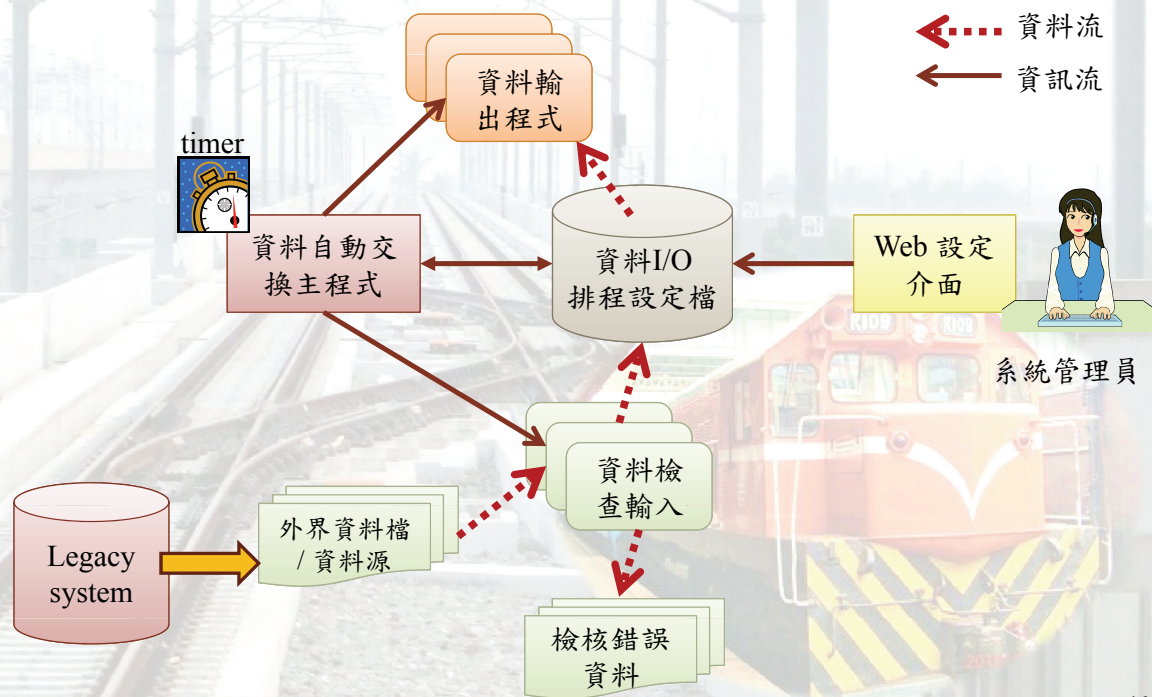 資料流
資訊流
資料輸
出程式
timer
資料自動交
換主程式
資料I/O
排程設定檔
Web 設定
介面
系統管理員
R109
資料檢
查輸入
Legacy
system
外界資料檔
/ 資料源
檢核錯誤
資料